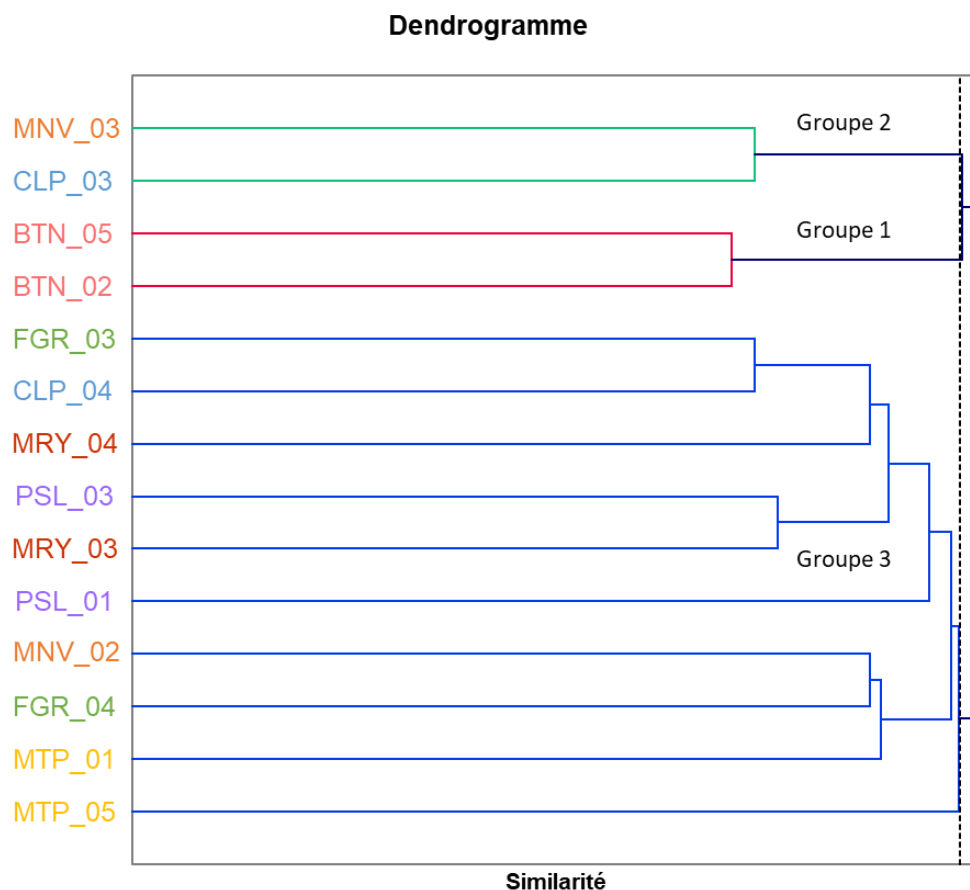 Dendrogramme
MNV_03
Groupe 2
CLP_03
BTN_05
Groupe 1
BTN_02
FGR_03
CLP_04
MRY_04
PSL_03
MRY_03
Groupe 3
PSL_01
MNV_02
FGR_04
MTP_01
MTP_05
Similarité